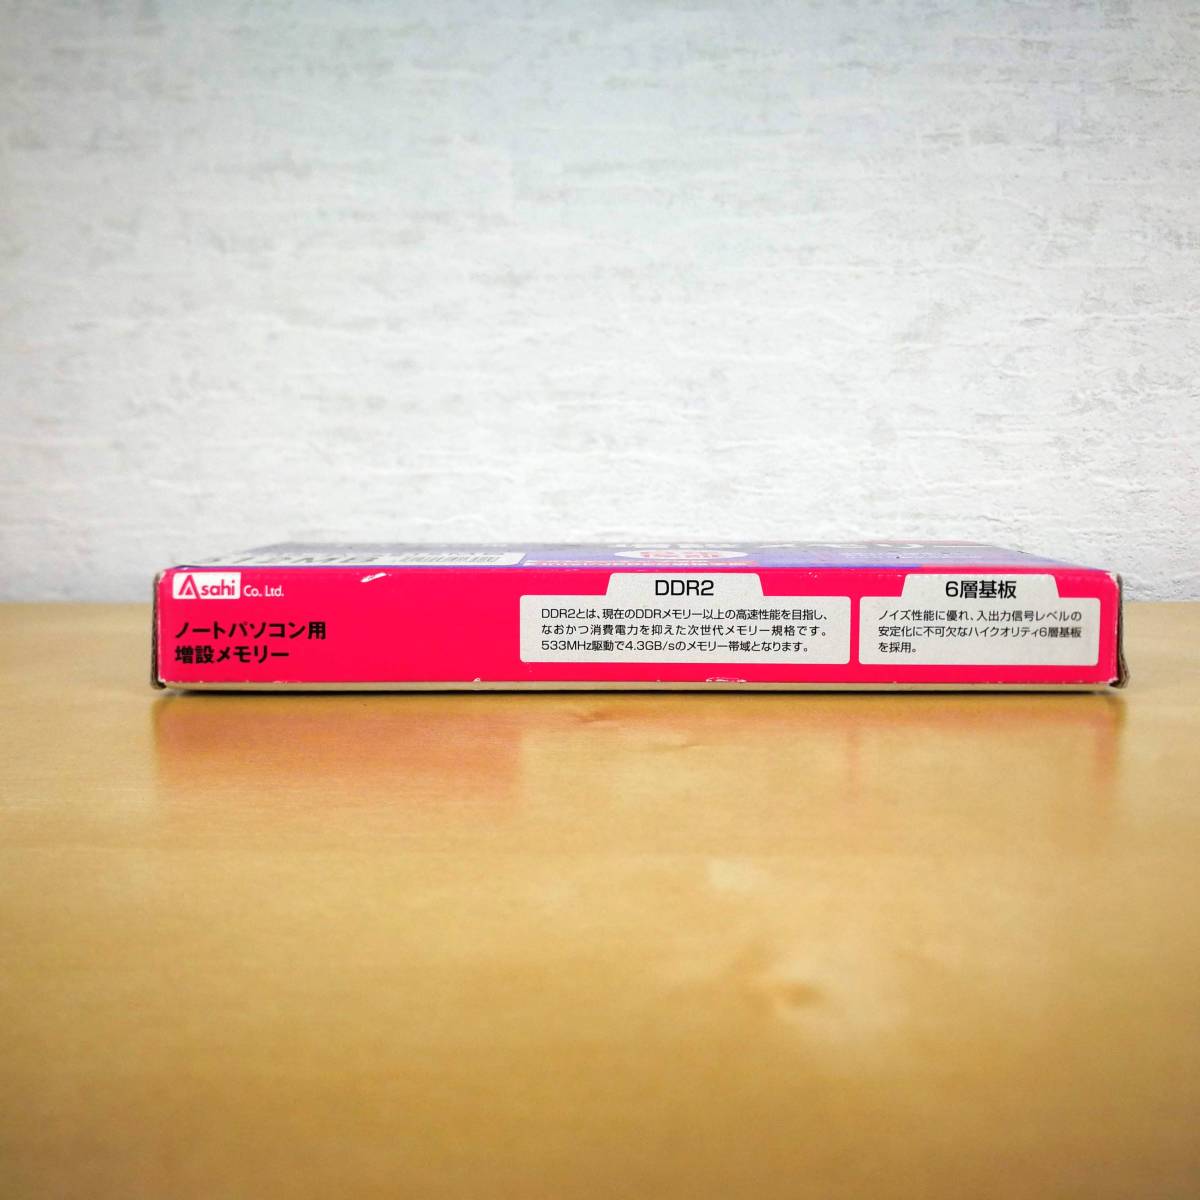 Asahi Co. Ltd.
ノートパソコン用
増設メモリー
DDR2
DDR2とは、現在のDDRメモリー以上の高速性能を目指し、
なおかつ消費電力を抑えた次世代メモリー規格です。
533MHz駆動で4.3GB/sのメモリー帯域となります。
6層基板
ノイズ性能に優れ、入出力信号レベルの
安定化に不可欠なハイクオリティ6層基板
を採用。